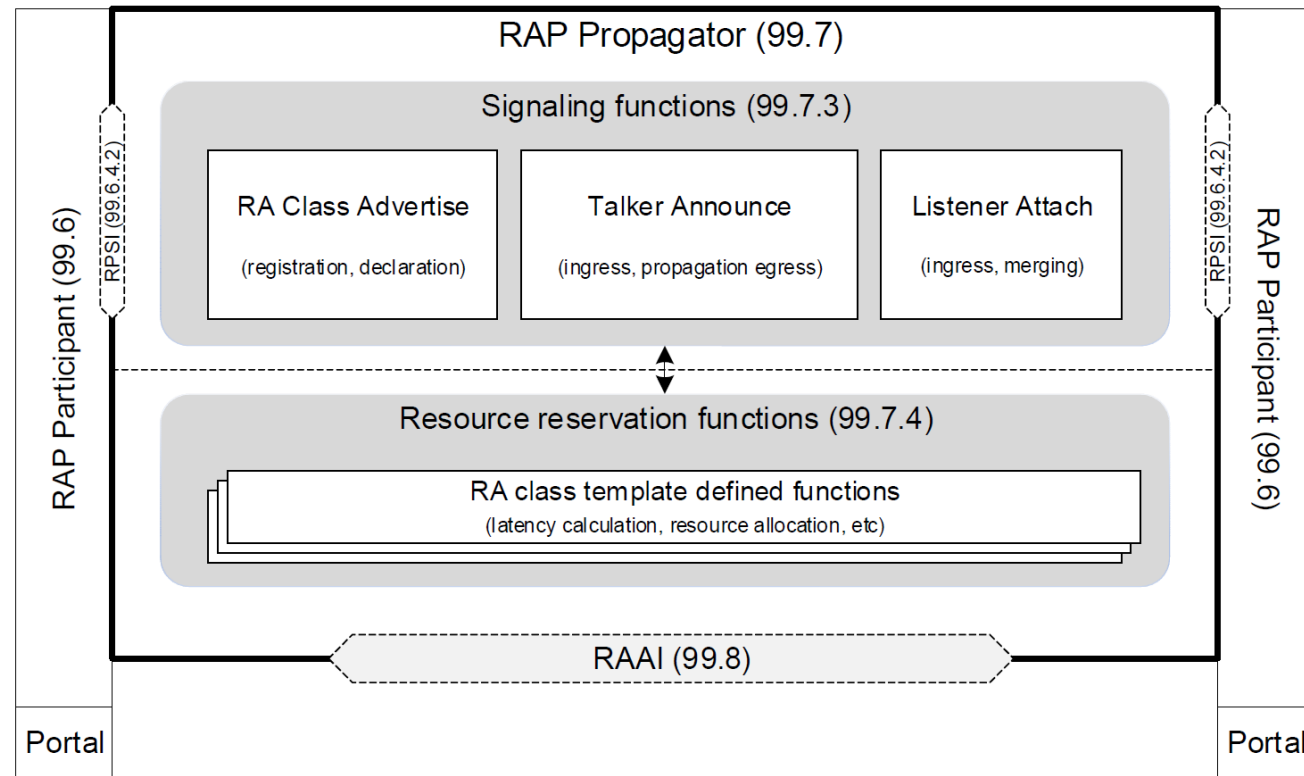 RAP Propagator (99.7)
Signaling functions (99.7.3)
RA Class Advertise
(registration, declaration)
Talker Announce
(ingress, propagation egress)
Listener Attach
(ingress, merging)
RAP Participant (99.6)
RPSI (99.6.4.2)
RPSI (99.6.4.2)
RAP Participant (99.6)
Resource reservation functions (99.7.4)
RA class template defined functions
(latency calculation, resource allocation, etc)
RAAI (99.8)
Portal
Portal